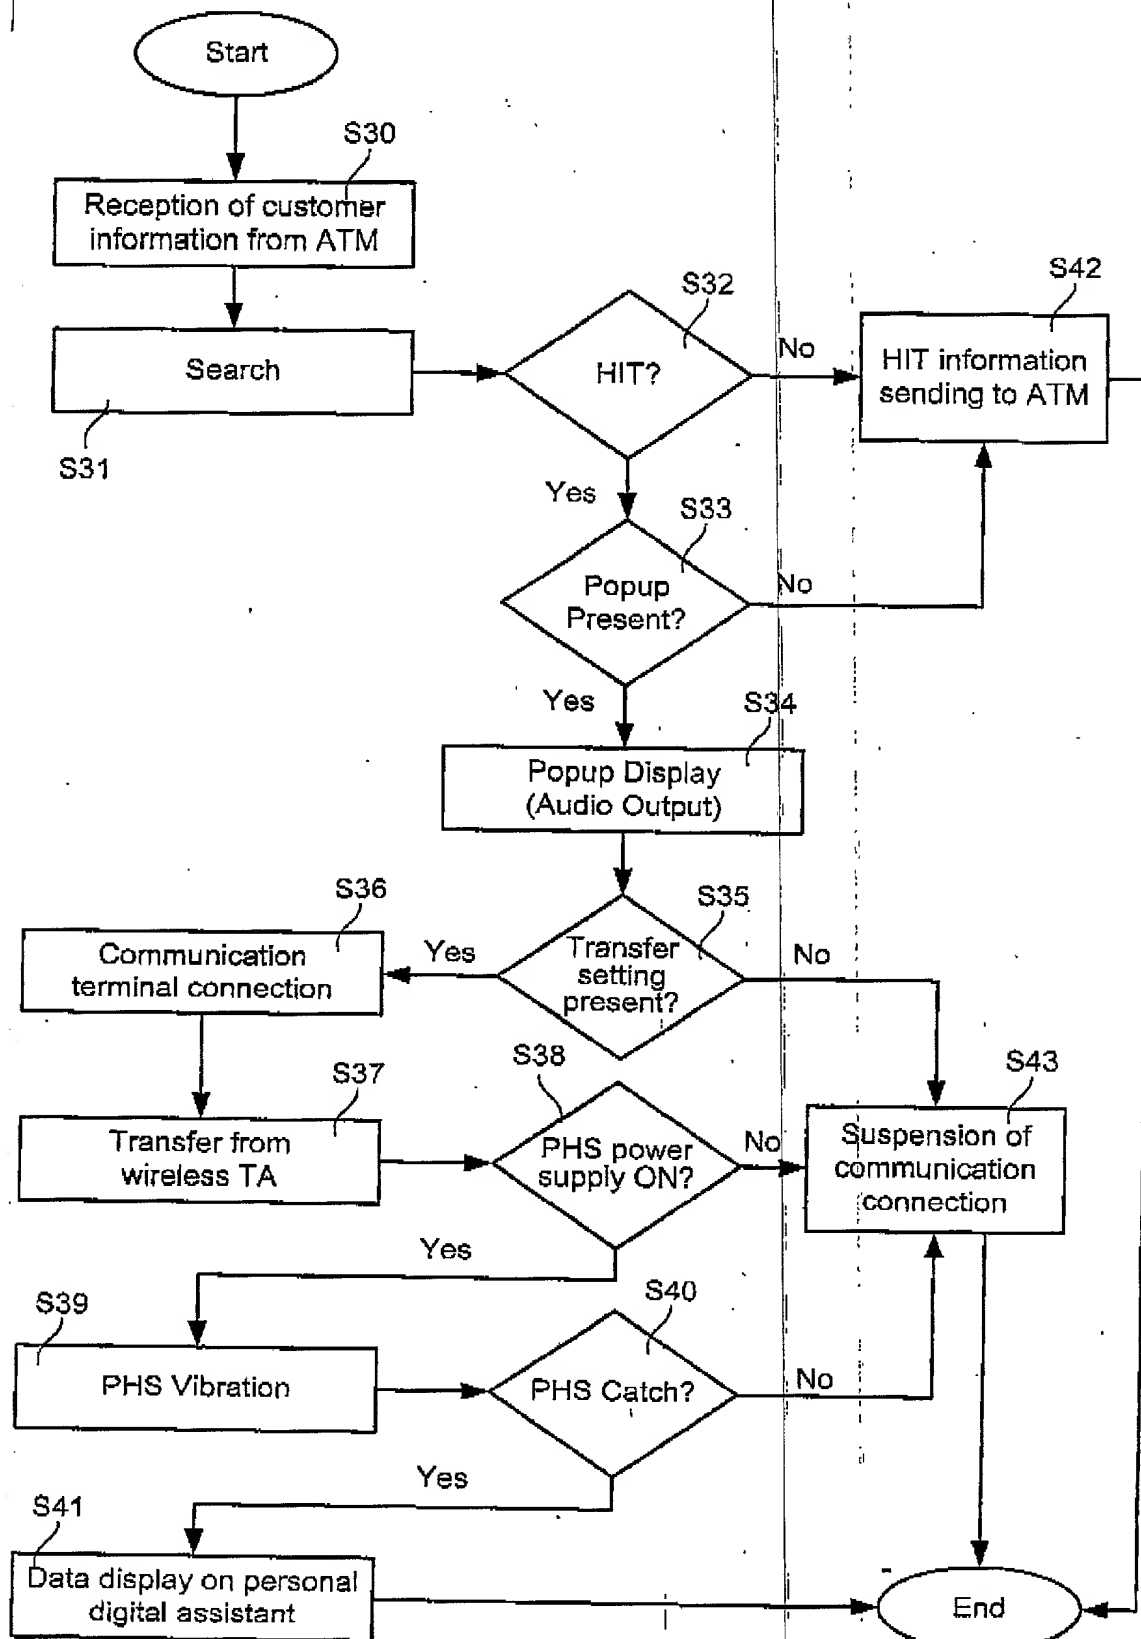 Start
S30
Reception of customer
information from ATM
S31
Search
S32
HIT?
No
S42
HIT information
sending to ATM
Yes
S33
Popup
Present?
No
Yes
S34
Popup Display
(Audio Output)
S35
Transfer
setting
present?
Yes
No
S36
Communication
terminal connection
S37
Transfer from
wireless TA
S38
PHS power
supply ON?
No
S43
Suspension of
communication
connection
Yes
S39
PHS Vibration
S40
PHS Catch?
No
Yes
S41
Data display on personal
digital assistant
End